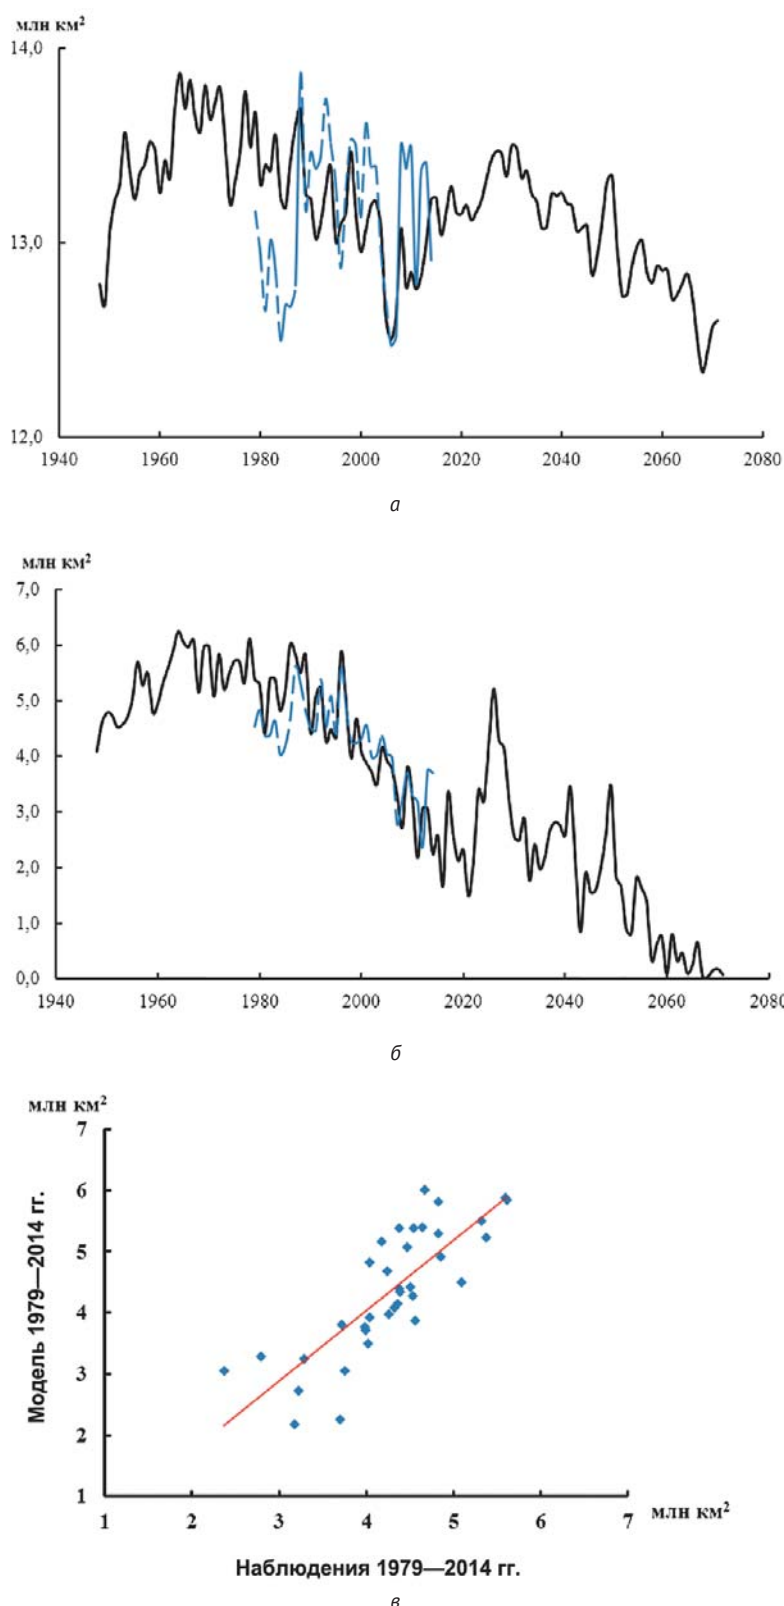 млн км²
14,0
13,0
12,0
1940 1960 1980 2000 2020 2040 2060 2080
а
млн км²
7,0
6,0
5,0
4,0
3,0
2,0
1,0
0,0
1940 1960 1980 2000 2020 2040 2060 2080
б
млн км²
7
6
5
4
3
2
1
Модель 1979—2014 гг.
1 2 3 4 5 6 7 млн км²
Наблюдения 1979—2014 гг.
в